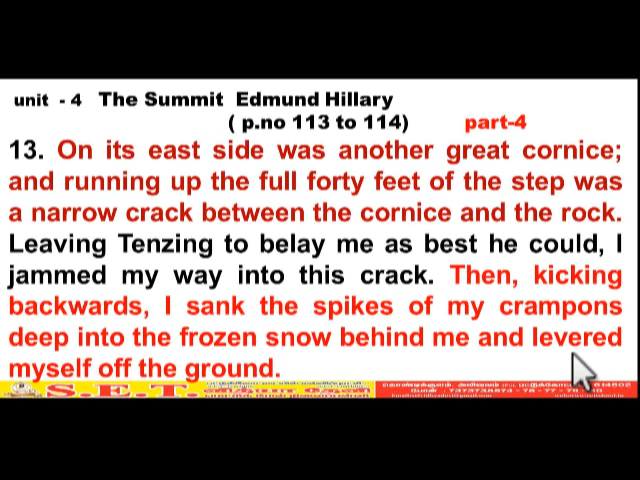 unit - 4 The Summit Edmund Hillary
( p.no 113 to 114) part-4
13. On its east side was another great cornice;
and running up the full forty feet of the step was
a narrow crack between the cornice and the rock.
Leaving Tenzing to belay me as best he could, I
jammed my way into this crack. Then, kicking
backwards, I sank the spikes of my crampons
deep into the frozen snow behind me and levered
myself off the ground.
S.E.T.